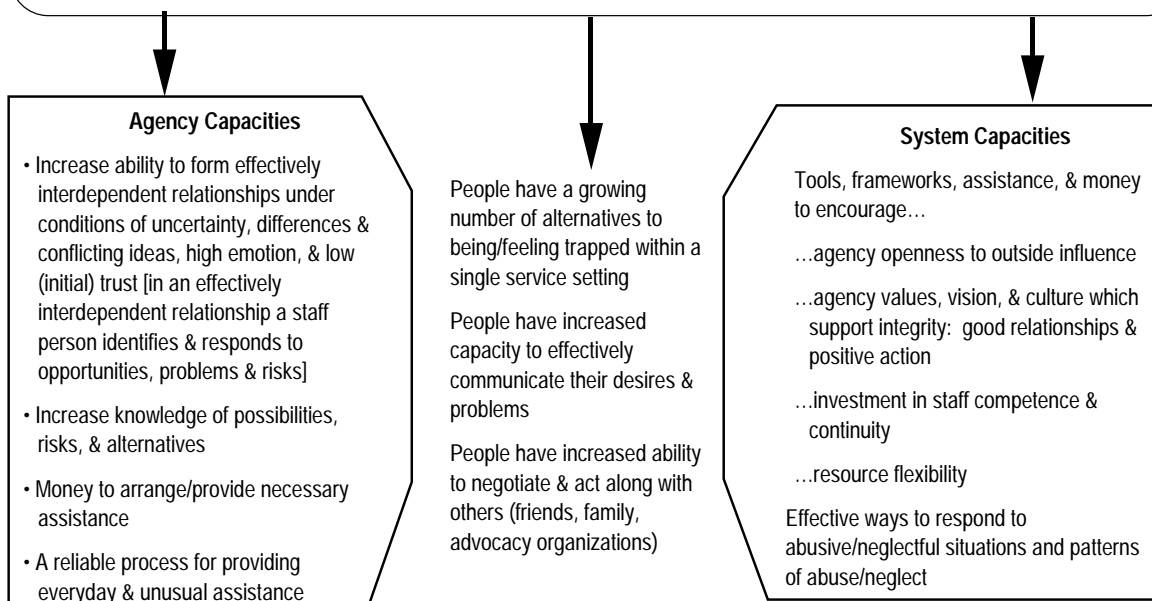 Agency Capacities
• Increase ability to form effectively
interdependent relationships under
conditions of uncertainty, differences &
conflicting ideas, high emotion, & low
(initial) trust [in an effectively
interdependent relationship a staff
person identifies & responds to
opportunities, problems & risks]
• Increase knowledge of possibilities,
risks, & alternatives
• Money to arrange/provide necessary
assistance
• A reliable process for providing
everyday & unusual assistance
People have a growing
number of alternatives to
being/feeling trapped within a
single service setting
People have increased
capacity to effectively
communicate their desires &
problems
People have increased ability
to negotiate & act along with
others (friends, family,
advocacy organizations)
System Capacities
Tools, frameworks, assistance, & money
to encourage…
…agency openness to outside influence
…agency values, vision, & culture which
support integrity:  good relationships &
positive action
…investment in staff competence &
continuity
…resource flexibility
Effective ways to respond to
abusive/neglectful situations and patterns
of abuse/neglect